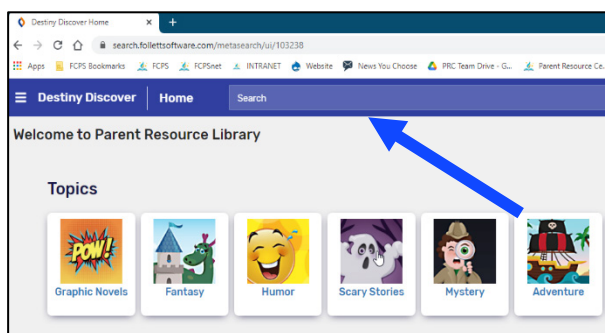 Destiny Discover Home
search.follettsoftware.com/metasearch/ui/103238
Apps FCPS Bookmarks FCPS FCPSnet INTRANET Website News You Choose PRC Team Drive - G... Parent Resource Ce...
Destiny Discover Home Search
Welcome to Parent Resource Library
Topics
POW!
Graphic Novels Fantasy Humor Scary Stories Mystery Adventure